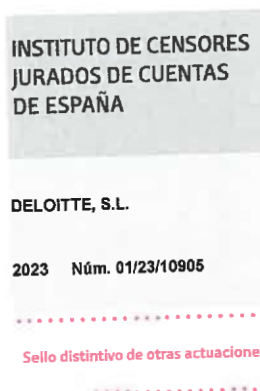 INSTITUTO DE CENSORES
JURADOS DE CUENTAS
DE ESPAÑA
DELOITTE, S.L.
2023 Núm. 01/23/10905
Sello distintivo de otras actuacione